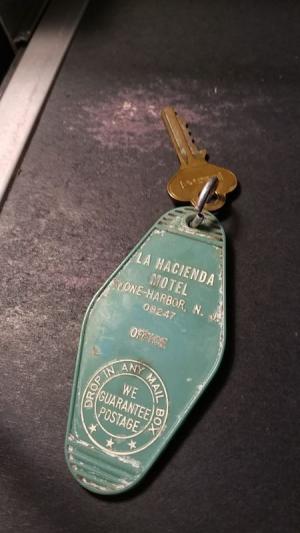 LA HACIENDA
MOTEL
STONE-HARBOR, N. J.
08247
OFFICE
DROP IN ANY MAIL BOX
WE
GUARANTEE
POSTAGE